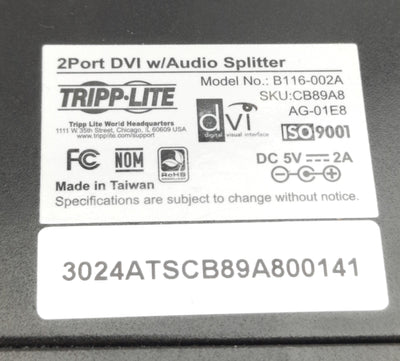 2Port DVI w/Audio Splitter
TRIPP·LITE
Model No.: B116-002A
SKU:CB89A8
AG-01E8
Tripp Lite World Headquarters
1111 W. 35th Street, Chicago, IL 60609 USA
www.tripplite.com/support
dvi
digital visual interface
ISO9001
FC
NOM
RoHS
DC 5V⎓2A
Made in Taiwan
Specifications are subject to change without notice.
3024ATSCB89A800141